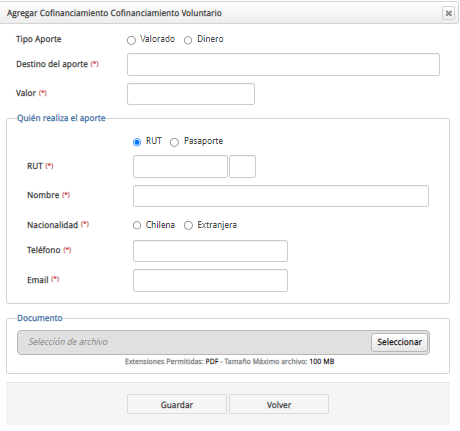 Agregar Cofinanciamiento Cofinanciamiento Voluntario
Tipo Aporte Valorado Dinero
Destino del aporte (*)
Valor (*)
Quién realiza el aporte
RUT Pasaporte
RUT (*)
Nombre (*)
Nacionalidad (*) Chilena Extranjera
Teléfono (*)
Email (*)
Documento
Selección de archivo Seleccionar
Extensiones Permitidas: PDF - Tamaño Máximo archivo: 100 MB
Guardar Volver